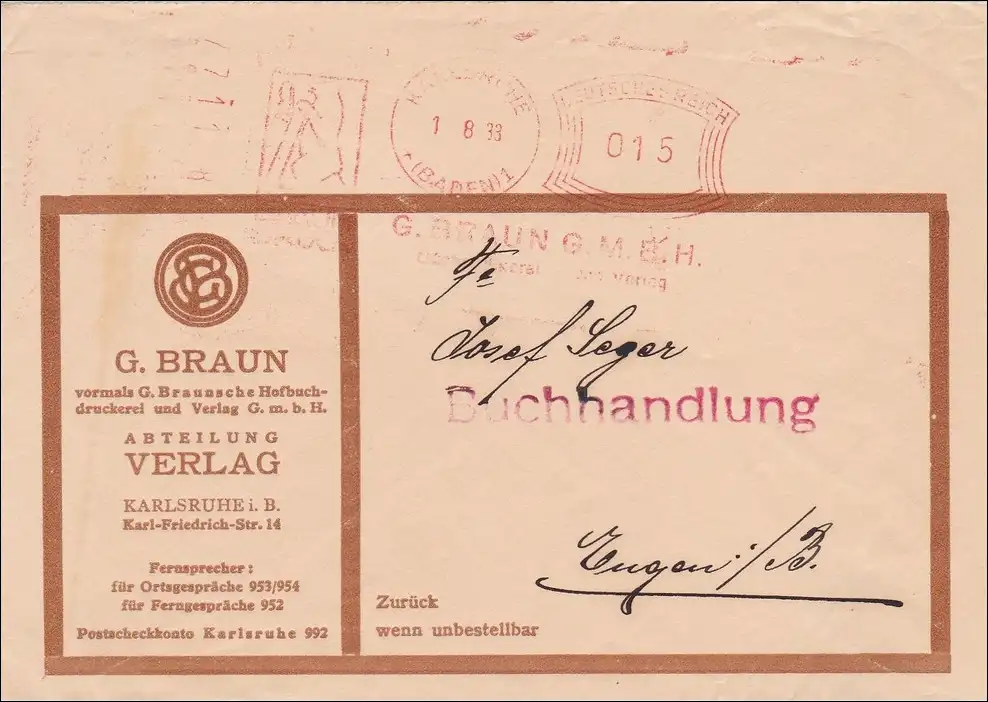 KARLSRUHE
1 8 33
(BADEN) 1
DEUTSCHES REICH
015
G. BRAUN G.M.B.H.
und Verlag
G. BRAUN
vormals G. Braunsche Hofbuch-
druckerei und Verlag G. m. b. H.
ABTEILUNG
VERLAG
KARLSRUHE i. B.
Karl-Friedrich-Str. 14
Fernsprecher:
für Ortsgespräche 953/954
für Ferngespräche 952
Postscheckkonto Karlsruhe 992
Fa
Josef Seger
Buchhandlung
Engen i/B.
Zurück
wenn unbestellbar